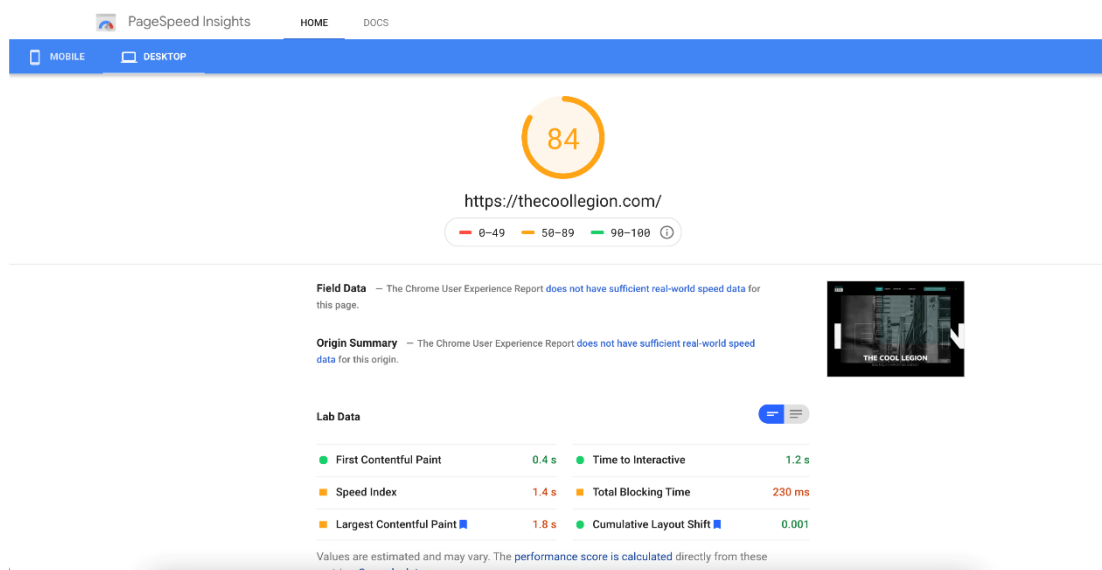 PageSpeed Insights HOME DOCS
MOBILE DESKTOP
84
https://thecoollegion.com/
0–49 50–89 90–100
Field Data — The Chrome User Experience Report does not have sufficient real-world speed data for
this page.
Origin Summary — The Chrome User Experience Report does not have sufficient real-world speed
data for this origin.
THE COOL LEGION
Lab Data
First Contentful Paint 0.4 s Time to Interactive 1.2 s
Speed Index 1.4 s Total Blocking Time 230 ms
Largest Contentful Paint 1.8 s Cumulative Layout Shift 0.001
Values are estimated and may vary. The performance score is calculated directly from these